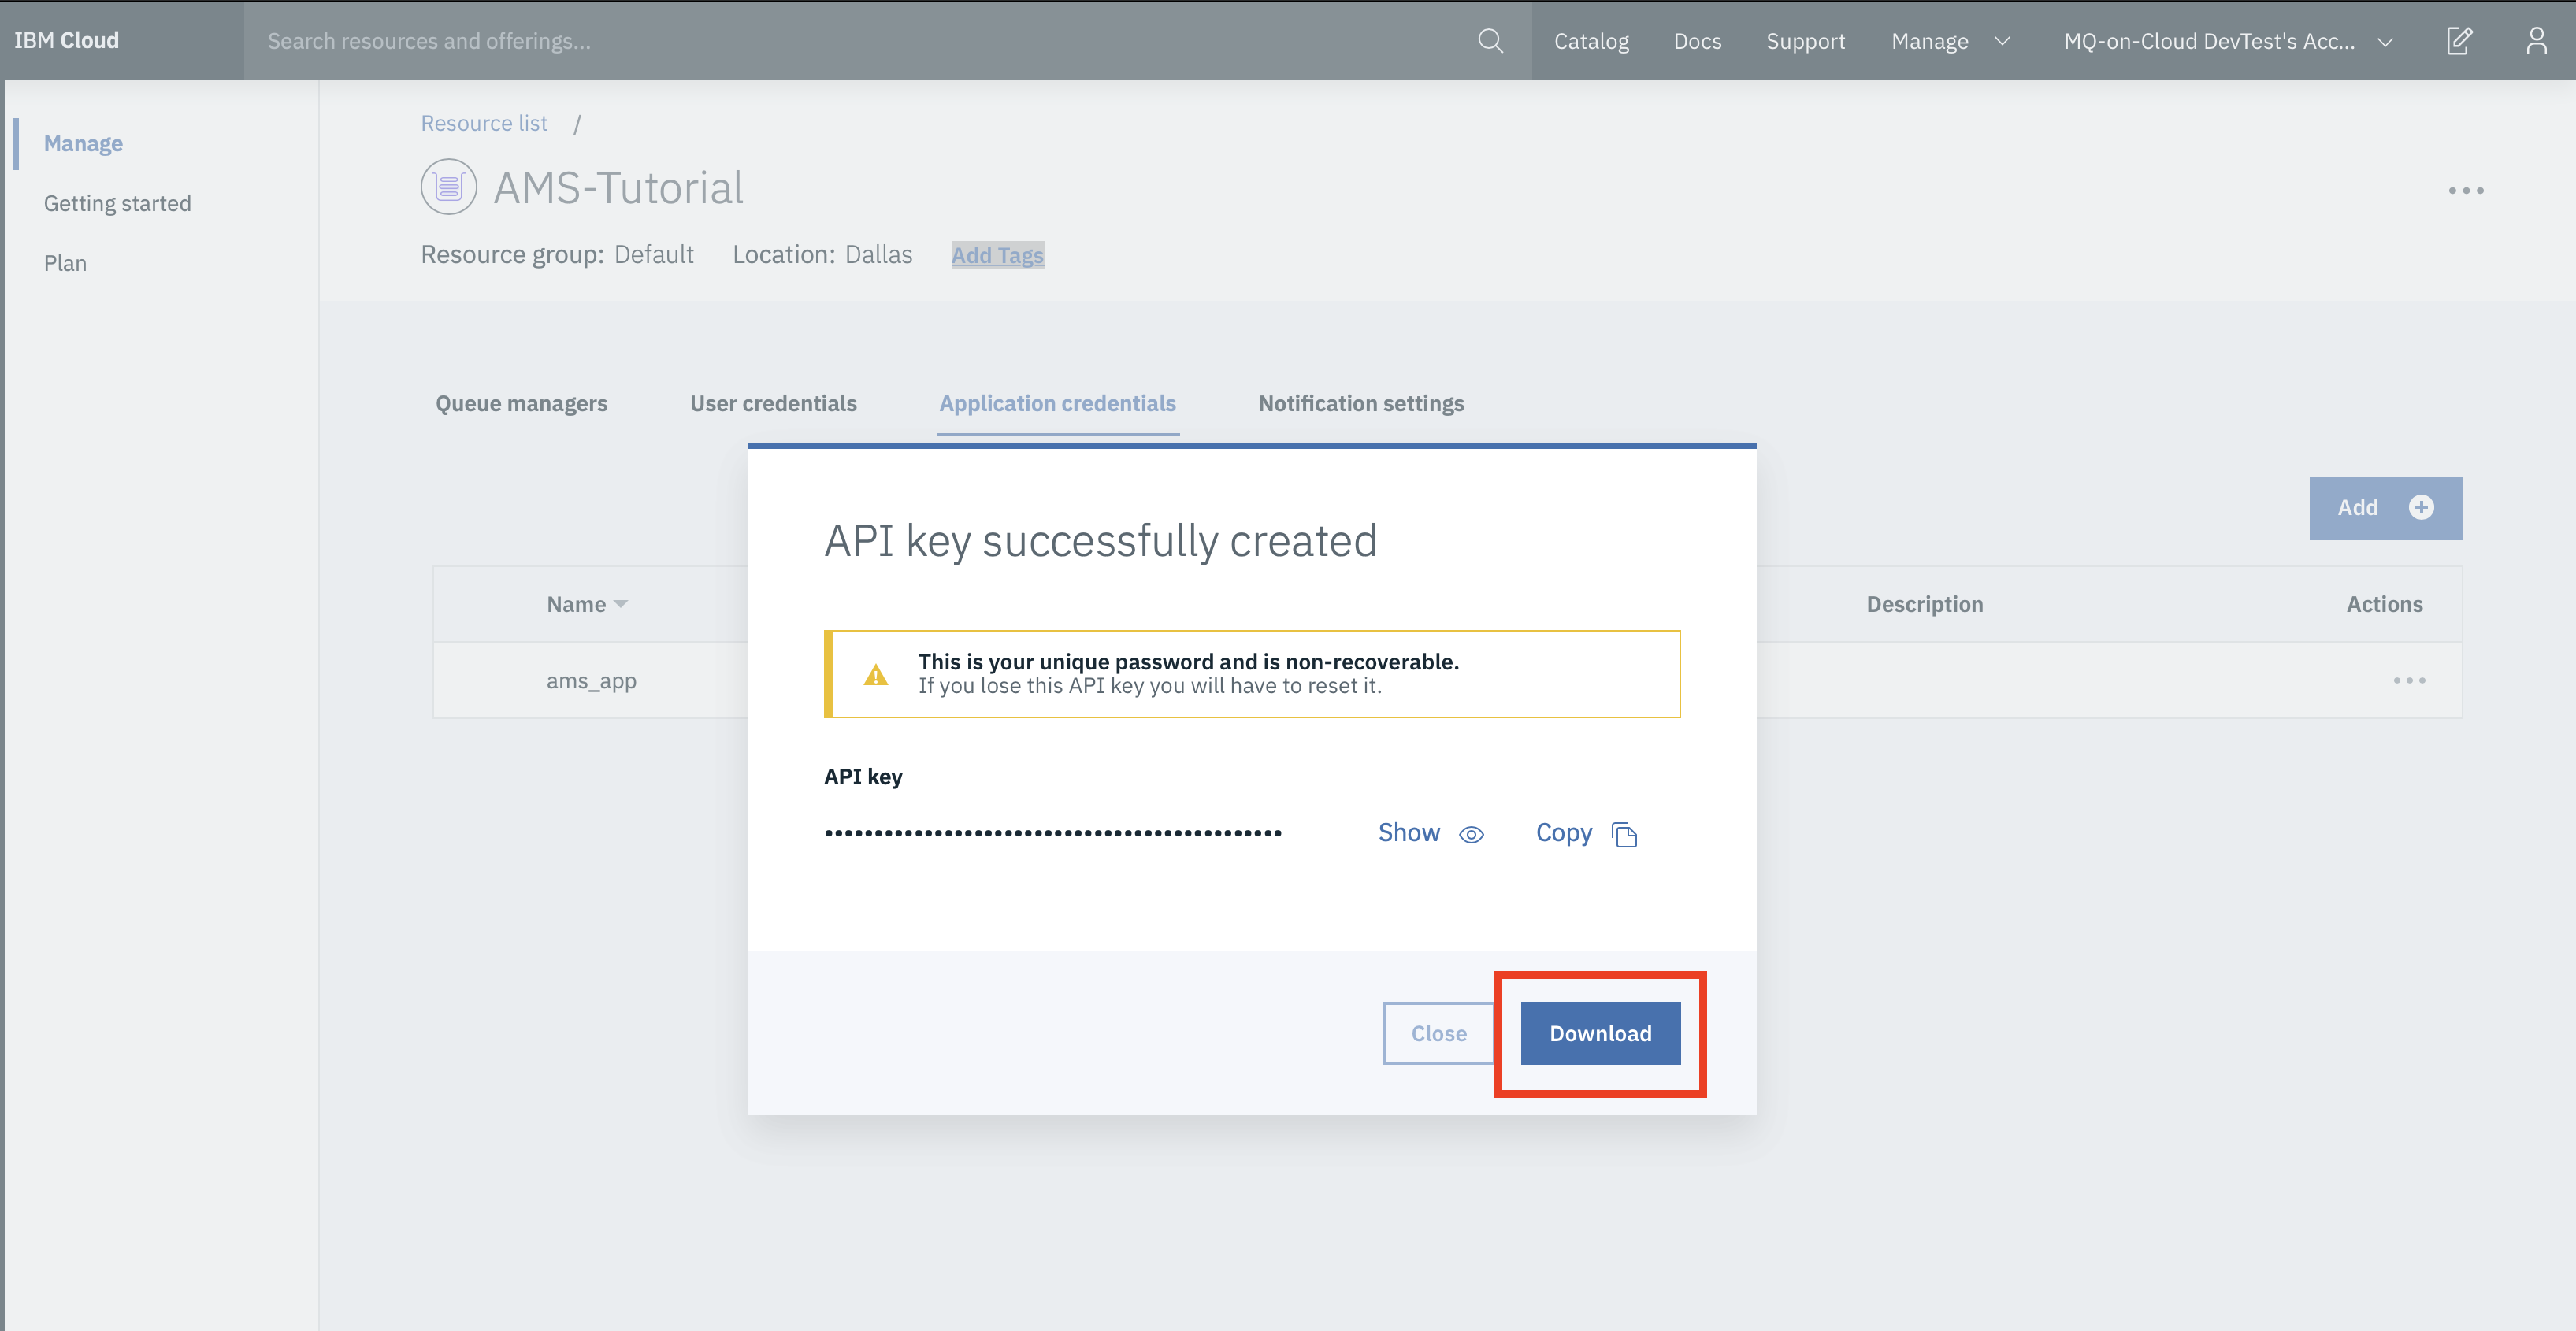 IBM Cloud
Search resources and offerings...
Catalog
Docs
Support
Manage
MQ-on-Cloud DevTest's Acc...
Manage
Getting started
Plan
Resource list /
AMS-Tutorial
Resource group: Default Location: Dallas Add Tags
Queue managers
User credentials
Application credentials
Notification settings
Add
Name
Description
Actions
ams_app
API key successfully created
This is your unique password and is non-recoverable.
If you lose this API key you will have to reset it.
API key
Show
Copy
Close
Download